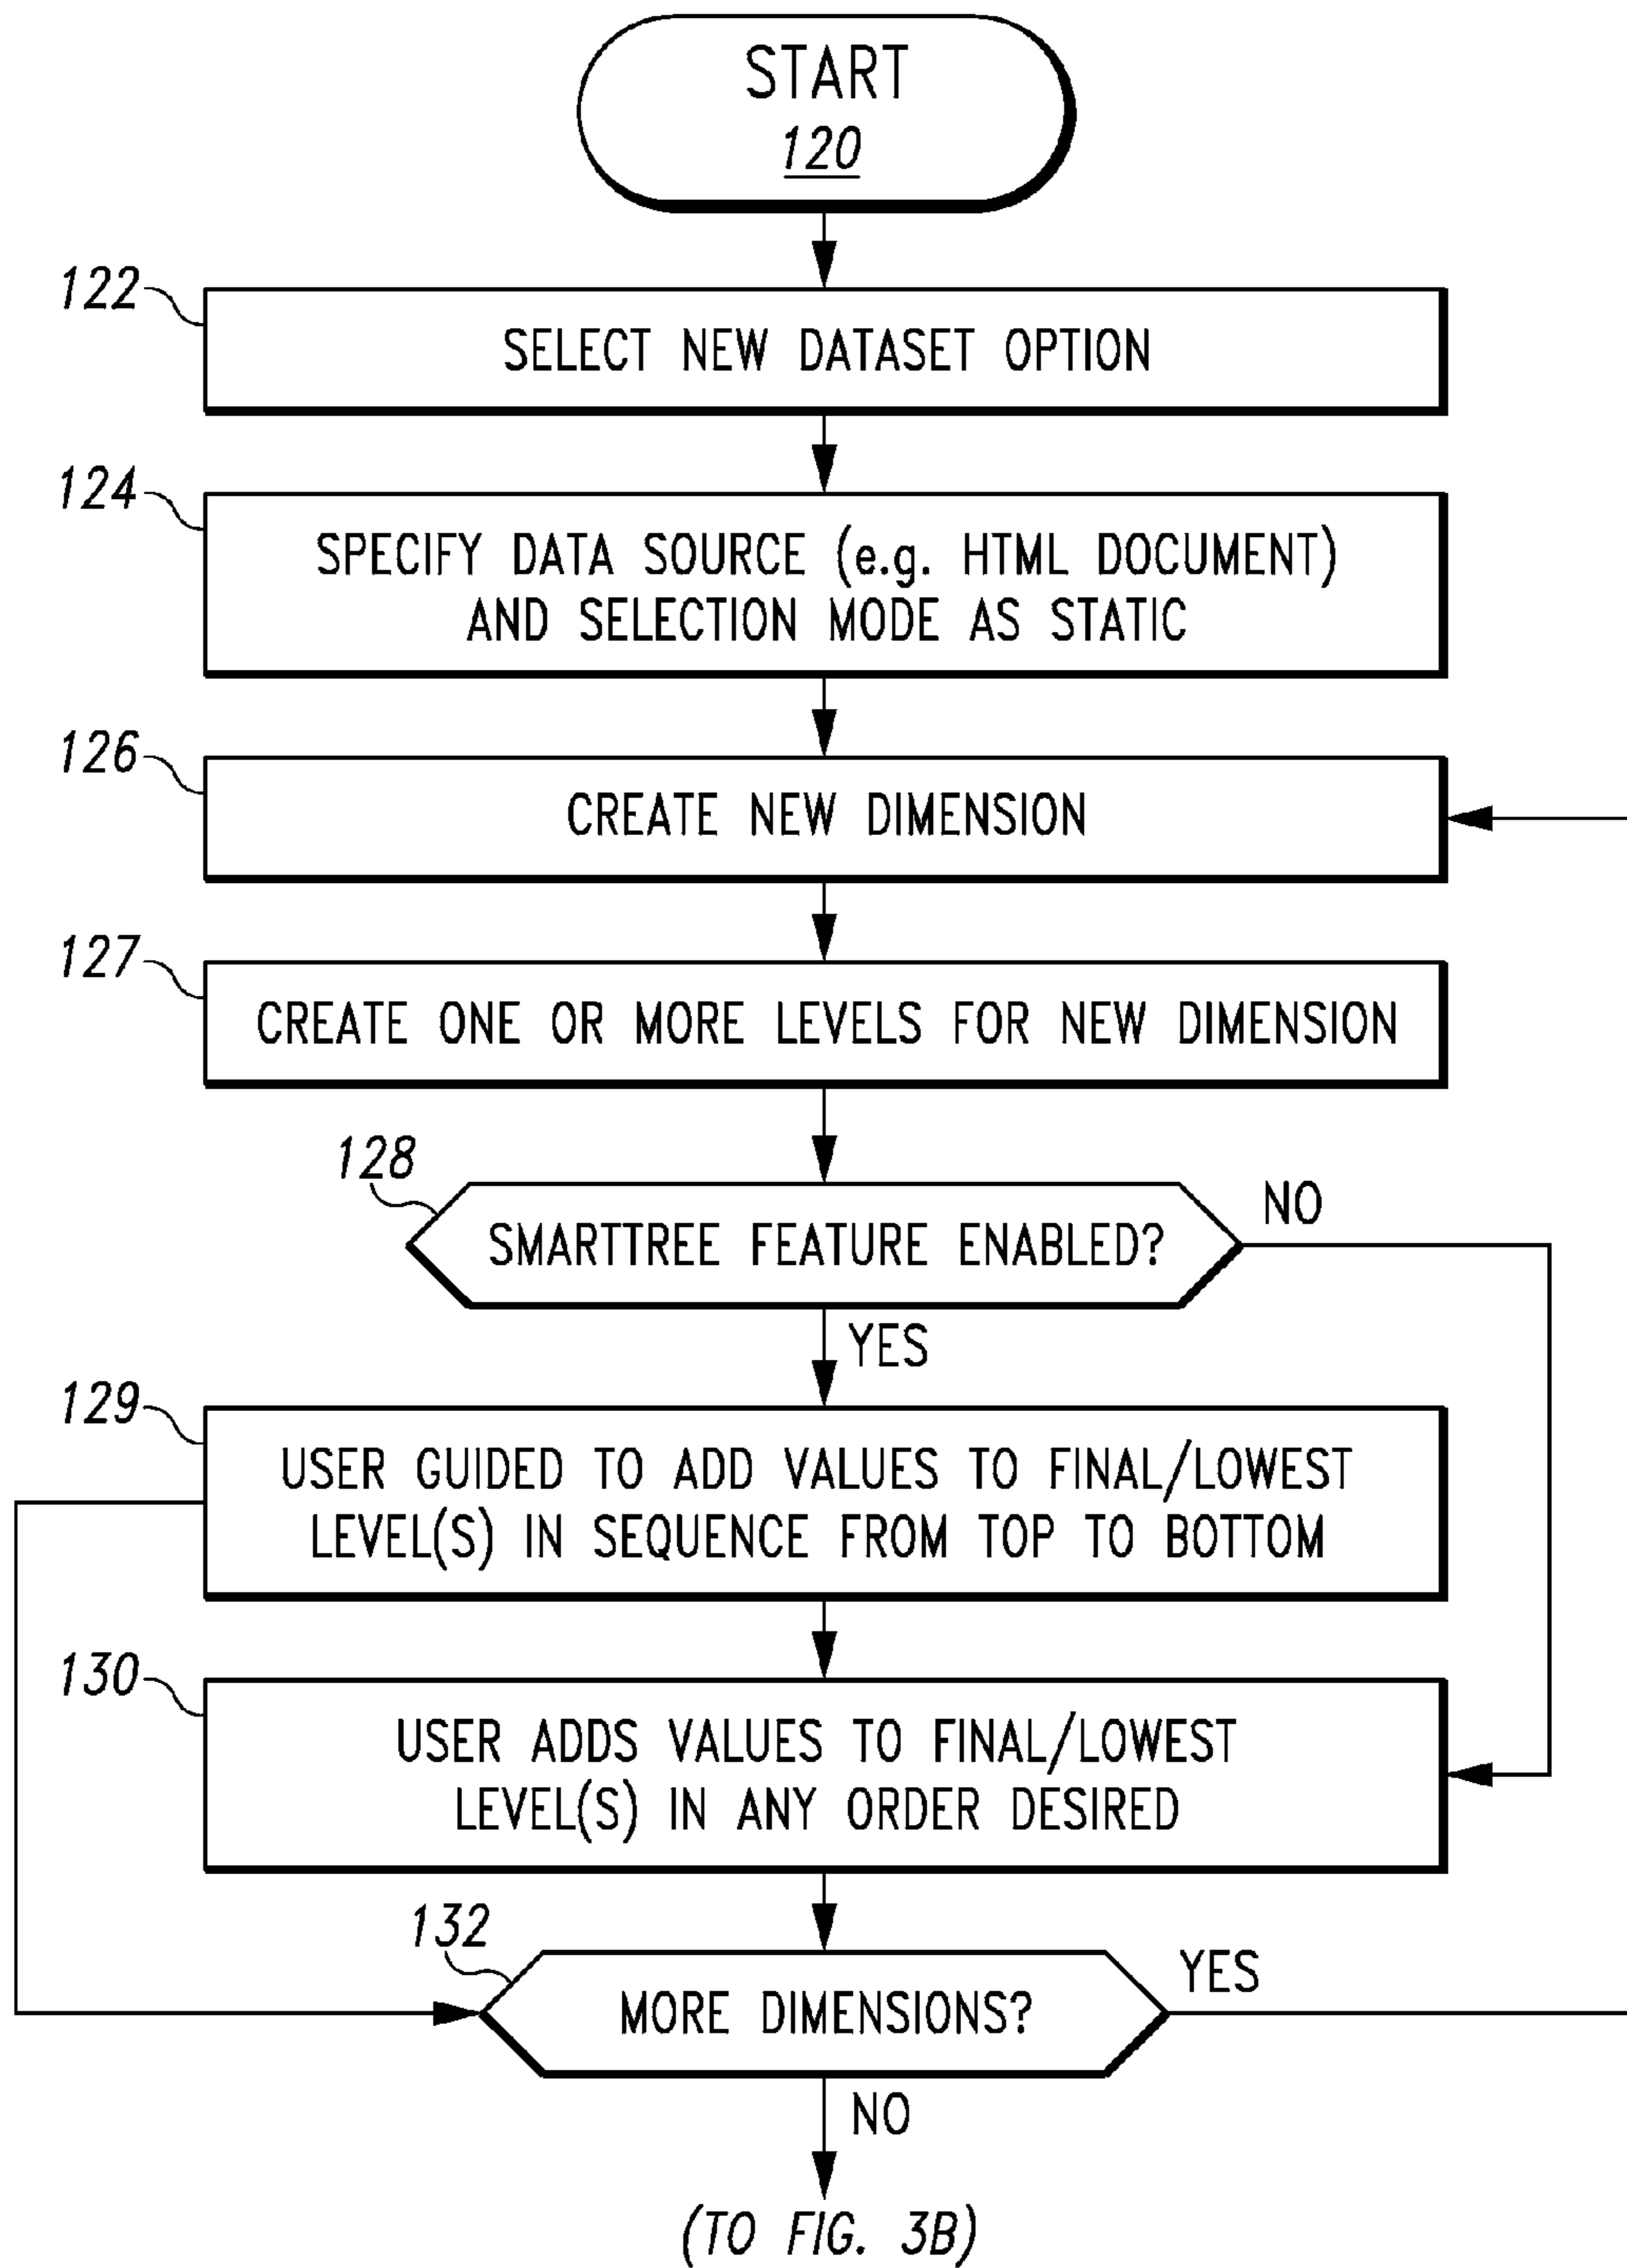 START
120
122
SELECT NEW DATASET OPTION
124
SPECIFY DATA SOURCE (e.g. HTML DOCUMENT)
AND SELECTION MODE AS STATIC
126
CREATE NEW DIMENSION
127
CREATE ONE OR MORE LEVELS FOR NEW DIMENSION
128
SMARTTREE FEATURE ENABLED?
NO
YES
129
USER GUIDED TO ADD VALUES TO FINAL/LOWEST
LEVEL(S) IN SEQUENCE FROM TOP TO BOTTOM
130
USER ADDS VALUES TO FINAL/LOWEST
LEVEL(S) IN ANY ORDER DESIRED
132
MORE DIMENSIONS?
YES
NO
(TO FIG. 3B)